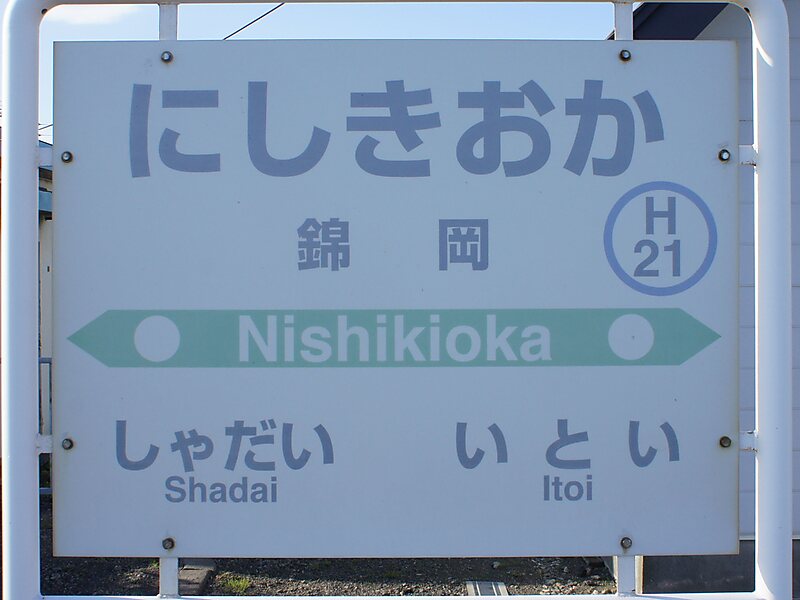 にしきおか
錦岡
H
21
Nishikioka
しゃだい いとい
Shadai Itoi